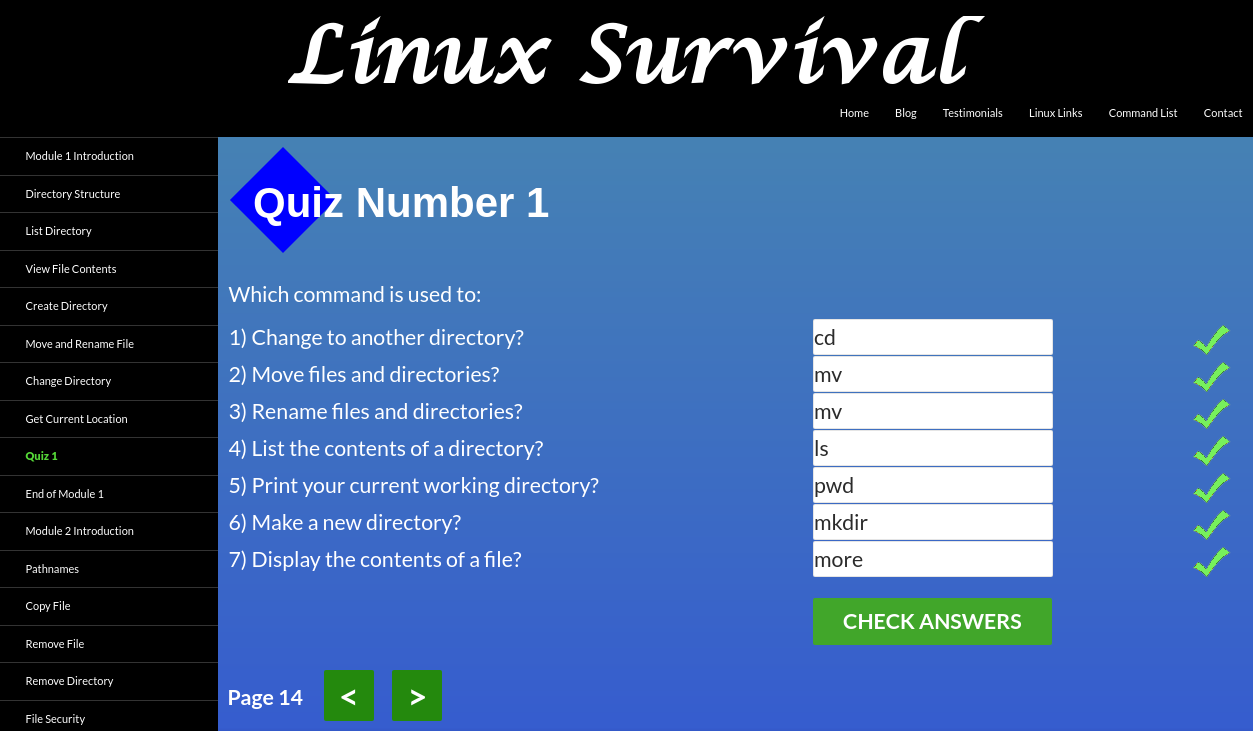 Linux Survival
Home Blog Testimonials Linux Links Command List Contact
Module 1 Introduction
Directory Structure
List Directory
View File Contents
Create Directory
Move and Rename File
Change Directory
Get Current Location
Quiz 1
End of Module 1
Module 2 Introduction
Pathnames
Copy File
Remove File
Remove Directory
File Security
Quiz Number 1
Which command is used to:
1) Change to another directory? cd
2) Move files and directories? mv
3) Rename files and directories? mv
4) List the contents of a directory? ls
5) Print your current working directory? pwd
6) Make a new directory? mkdir
7) Display the contents of a file? more
CHECK ANSWERS
Page 14 < >